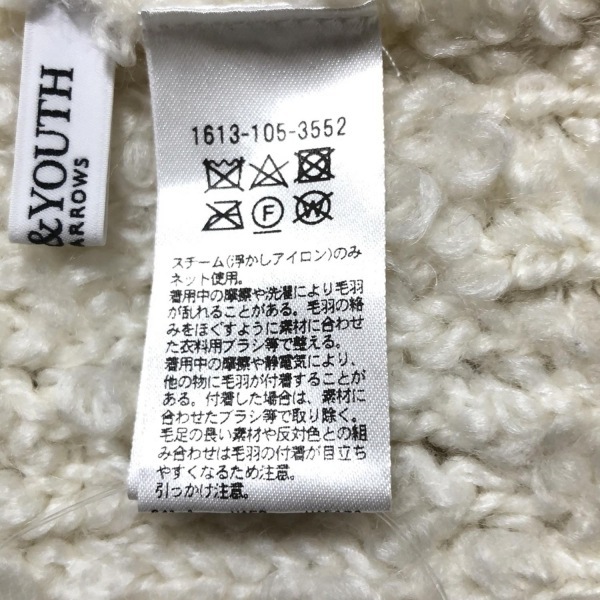 &YOUTH
ARROWS
1613-105-3552
F
W
スチーム(浮かしアイロン)のみ
ネット使用。
着用中の摩擦や洗濯により毛羽
が乱れることがある。毛羽の絡
みをほぐすように素材に合わせ
た衣料用ブラシ等で整える。
着用中の摩擦や静電気により、
他の物に毛羽が付着することが
ある。付着した場合は、素材に
合わせたブラシ等で取り除く。
毛足の長い素材や反対色との組
み合わせは毛羽の付着が目立ち
やすくなるため注意。
引っかけ注意。